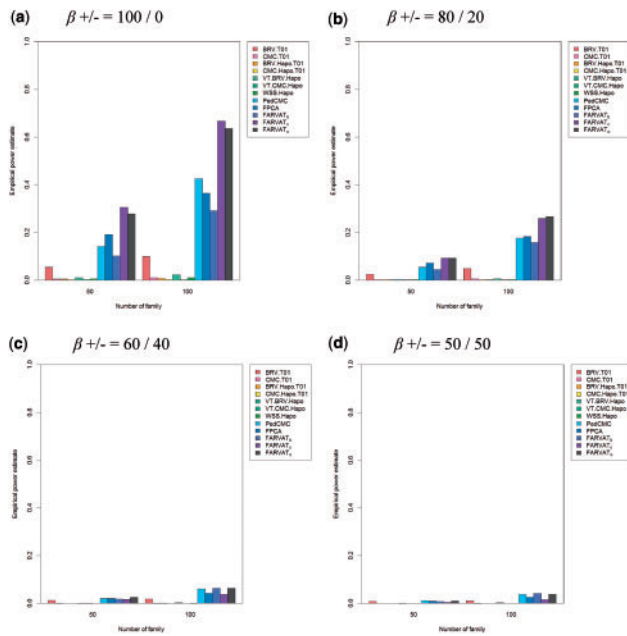 (a) β +/- = 100 / 0
Empirical power estimate
1.0
0.8
0.6
0.4
0.2
0.0
50
100
Number of family
BRV.T01
CMC.T01
BRV.Hapo.T01
CMC.Hapo.T01
VT.BRV.Hapo
VT.CMC.Hapo
WSS.Hapo
PedCMC
FPCA
FARVAT
FARVAT
FARVAT
(b) β +/- = 80 / 20
Empirical power estimate
1.0
0.8
0.6
0.4
0.2
0.0
50
100
Number of family
BRV.T01
CMC.T01
BRV.Hapo.T01
CMC.Hapo.T01
VT.BRV.Hapo
VT.CMC.Hapo
WSS.Hapo
PedCMC
FPCA
FARVAT
FARVAT
FARVAT
(c) β +/- = 60 / 40
Empirical power estimate
1.0
0.8
0.6
0.4
0.2
0.0
50
100
Number of family
BRV.T01
CMC.T01
BRV.Hapo.T01
CMC.Hapo.T01
VT.BRV.Hapo
VT.CMC.Hapo
WSS.Hapo
PedCMC
FPCA
FARVAT
FARVAT
FARVAT
(d) β +/- = 50 / 50
Empirical power estimate
1.0
0.8
0.6
0.4
0.2
0.0
50
100
Number of family
BRV.T01
CMC.T01
BRV.Hapo.T01
CMC.Hapo.T01
VT.BRV.Hapo
VT.CMC.Hapo
WSS.Hapo
PedCMC
FPCA
FARVAT
FARVAT
FARVAT